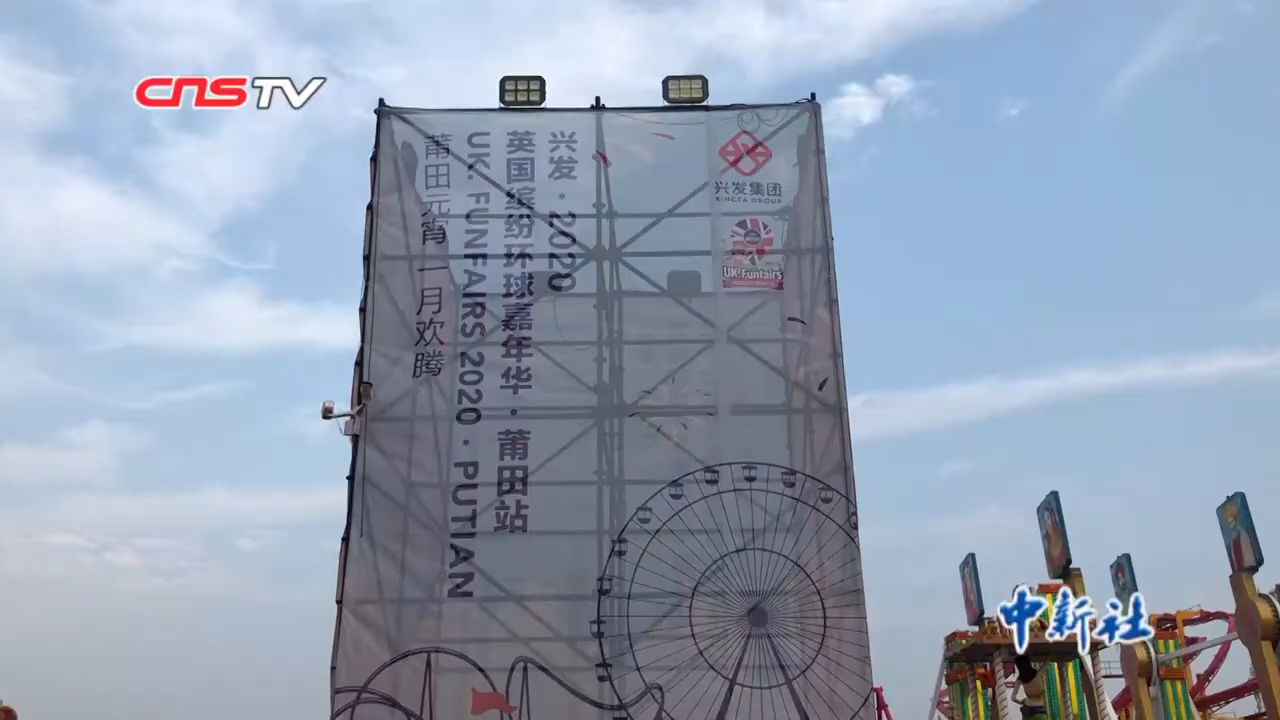 CNSTV
兴发·2020
英国缤纷环球嘉年华·莆田站
UK. FUNFAIRS 2020 · PUTIAN
莆田元宵 一月欢腾
兴发集团
XINGFA GROUP
UK.Funfairs
中新社